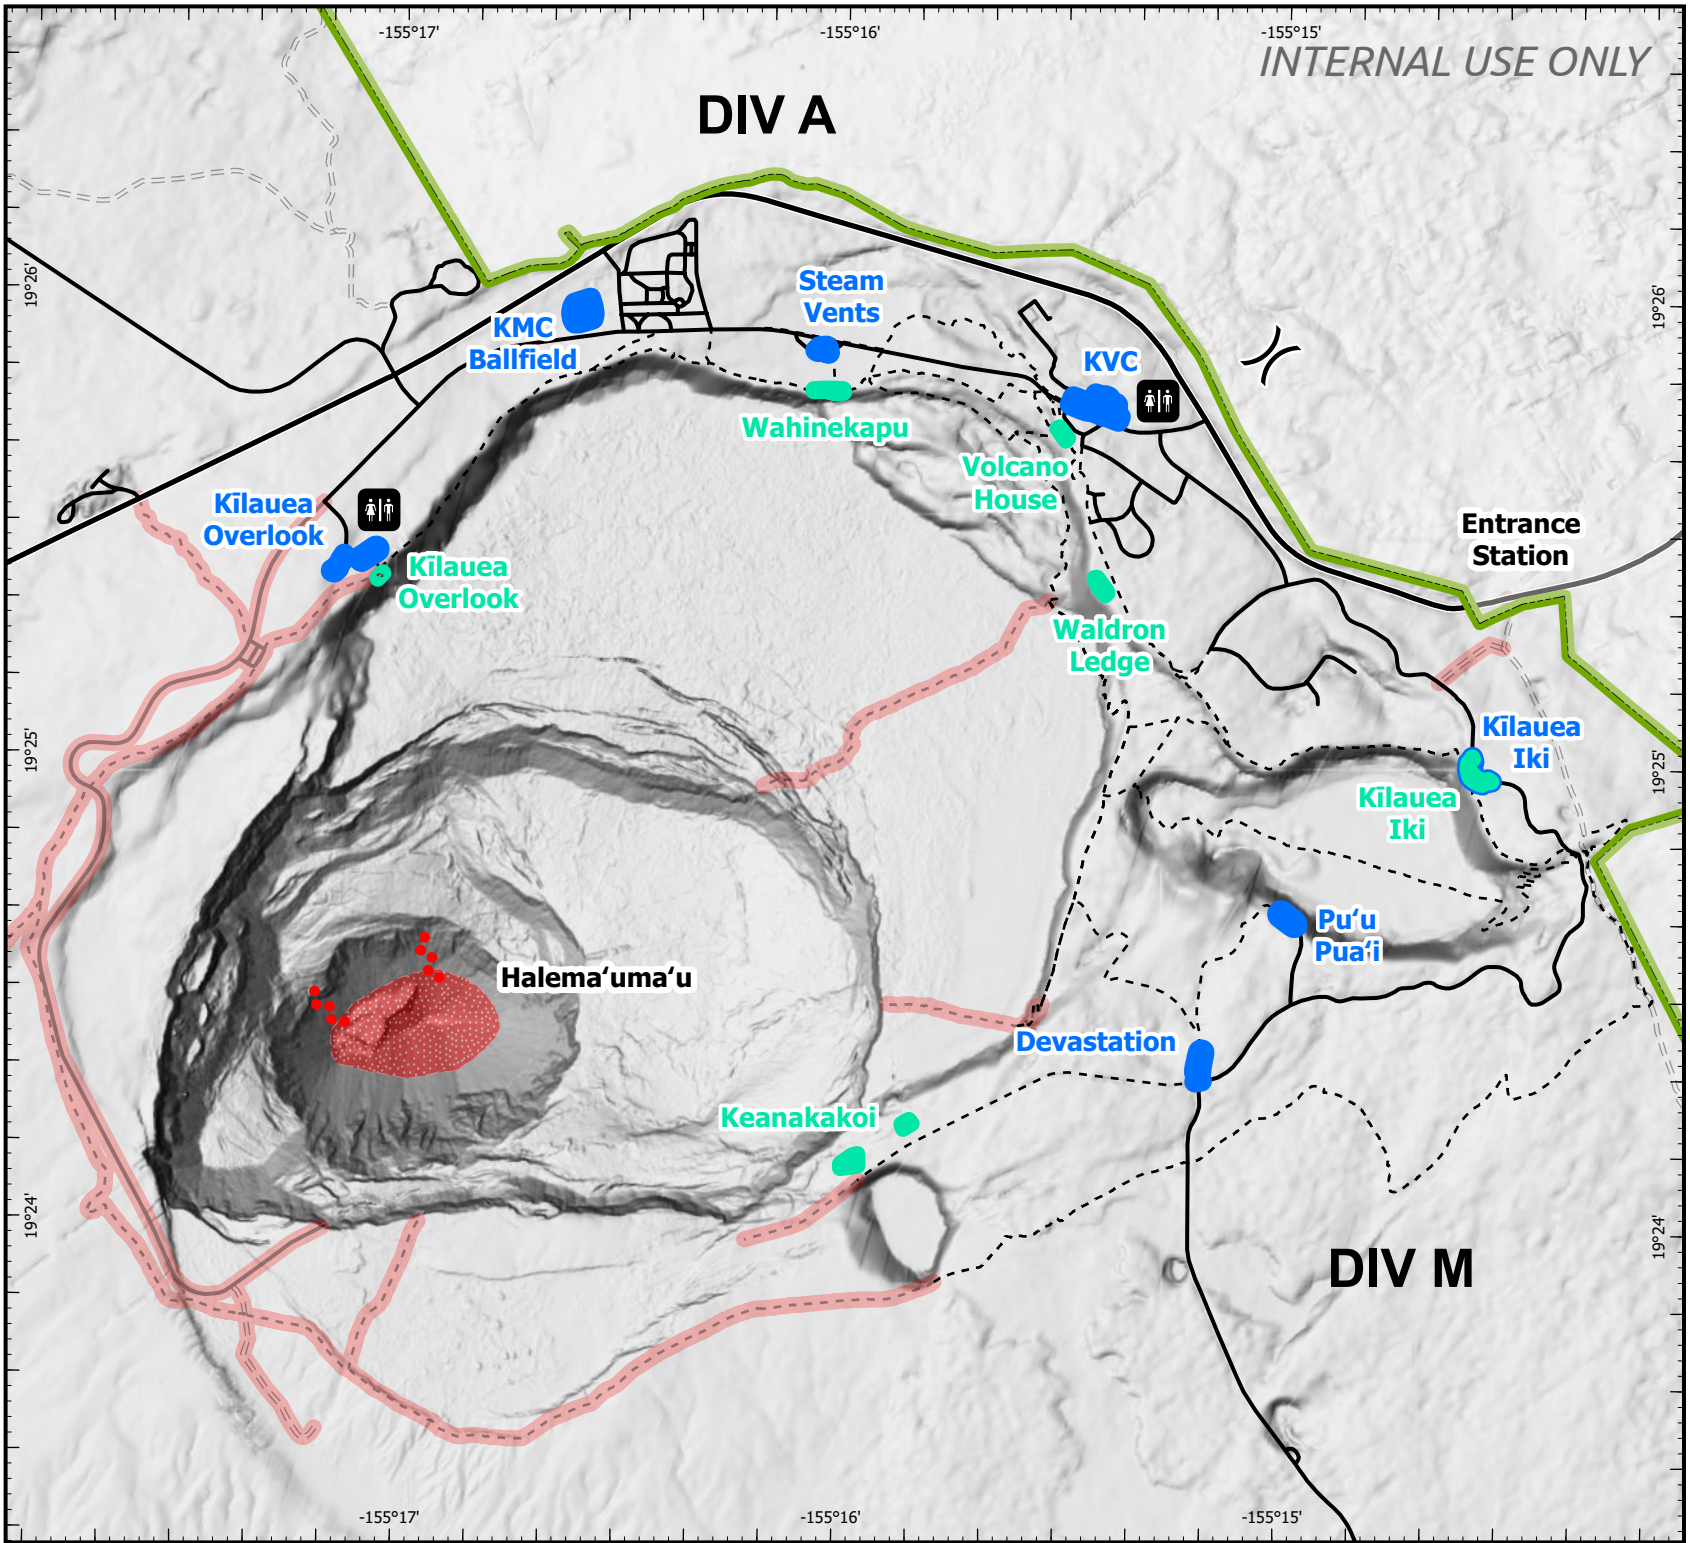 -155°17'
-155°16'
-155°15'
INTERNAL USE ONLY
DIV A
19°26'
19°26'
Steam
Vents
KMC
Ballfield
KVC
Wahinekapu
Volcano
House
Kīlauea
Overlook
Kīlauea
Overlook
Entrance
Station
Waldron
Ledge
19°25'
19°25'
Kīlauea
Iki
Kīlauea
Iki
Puʻu
Puaʻi
Halemaʻumaʻu
Devastation
Keanakakoi
19°24'
19°24'
DIV M
-155°17'
-155°16'
-155°15'